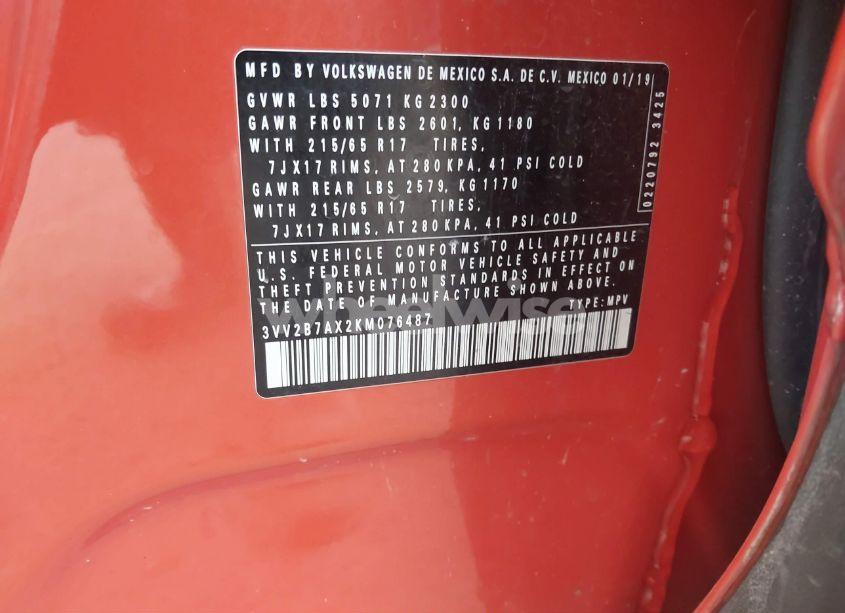 MFD BY VOLKSWAGEN DE MEXICO S.A. DE C.V. MEXICO 01/19
GVWR LBS 5071 KG 2300
GAWR FRONT LBS 2601, KG 1180
WITH 215/65 R17 TIRES,
7JX17 RIMS, AT 280 KPA, 41 PSI COLD
GAWR REAR LBS 2579, KG 1170
WITH 215/65 R17 TIRES,
7JX17 RIMS, AT 280 KPA, 41 PSI COLD
0220792 3425
THIS VEHICLE CONFORMS TO ALL APPLICABLE
U.S. FEDERAL MOTOR VEHICLE SAFETY AND
THEFT PREVENTION STANDARDS IN EFFECT ON
THE DATE OF MANUFACTURE SHOWN ABOVE.
3VV2B7AX2KM076487 TYPE: MPV
wheelwise